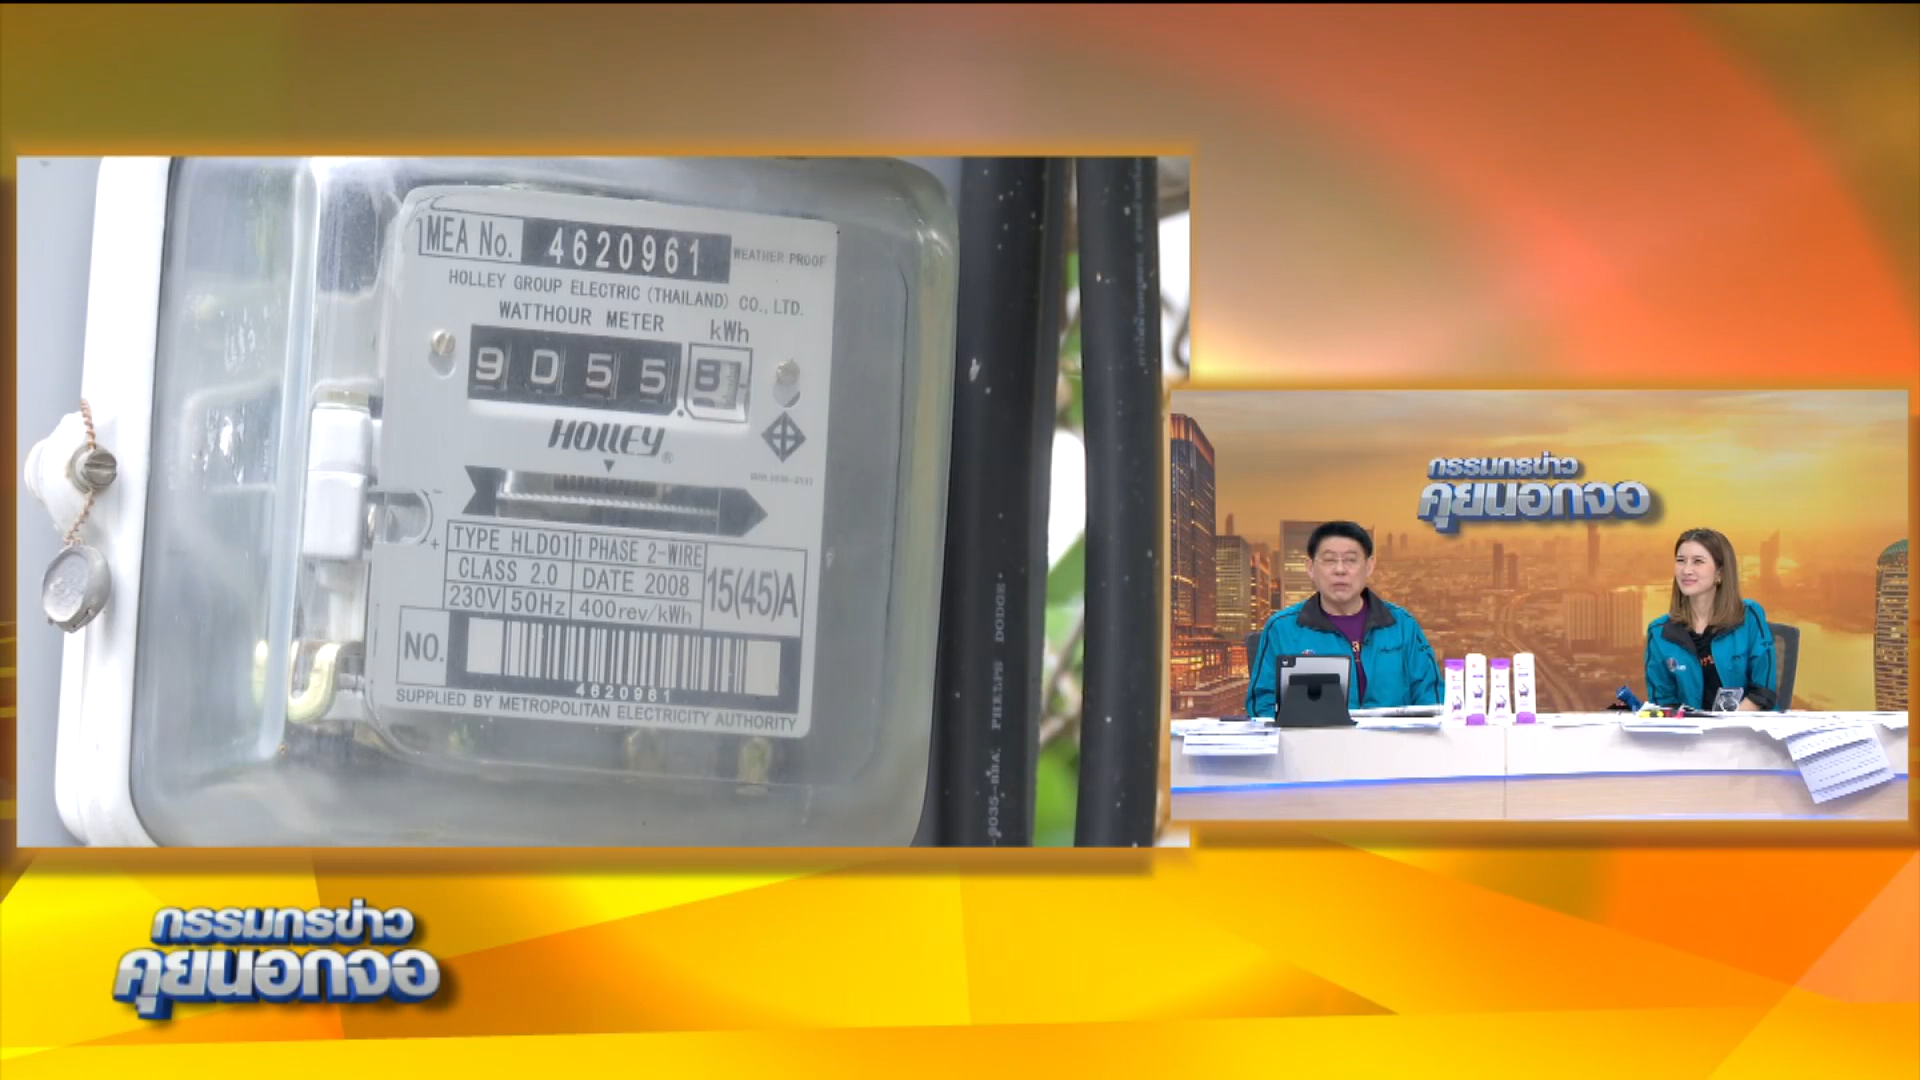 MEA No. 4620961 WEATHER PROOF
HOLLEY GROUP ELECTRIC (THAILAND) CO., LTD.
WATTHOUR METER kWh
9055.8
HOLLEY®
TYPE HLD01 1 PHASE 2-WIRE
CLASS 2.0 DATE 2008
15(45)A
230V 50Hz 400rev/kWh
NO.
4620961
SUPPLIED BY METROPOLITAN ELECTRICITY AUTHORITY
PHELPS DODGE
กรรมกรข่าว
คุยนอกจอ
กรรมกรข่าว
คุยนอกจอ